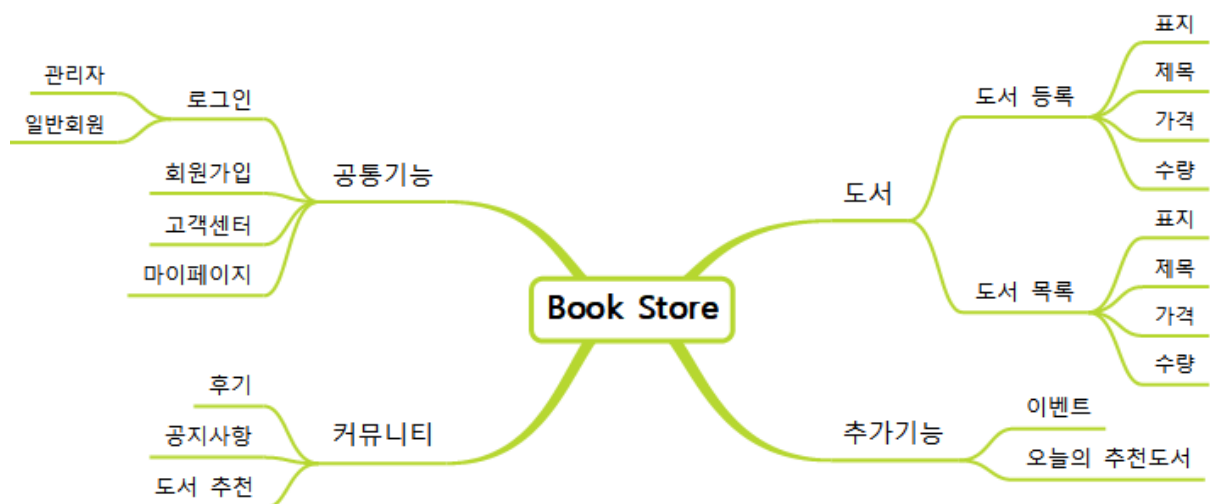 Book Store
공통기능
로그인
관리자
일반회원
회원가입
고객센터
마이페이지
커뮤니티
후기
공지사항
도서 추천
도서
도서 등록
표지
제목
가격
수량
도서 목록
표지
제목
가격
수량
추가기능
이벤트
오늘의 추천도서